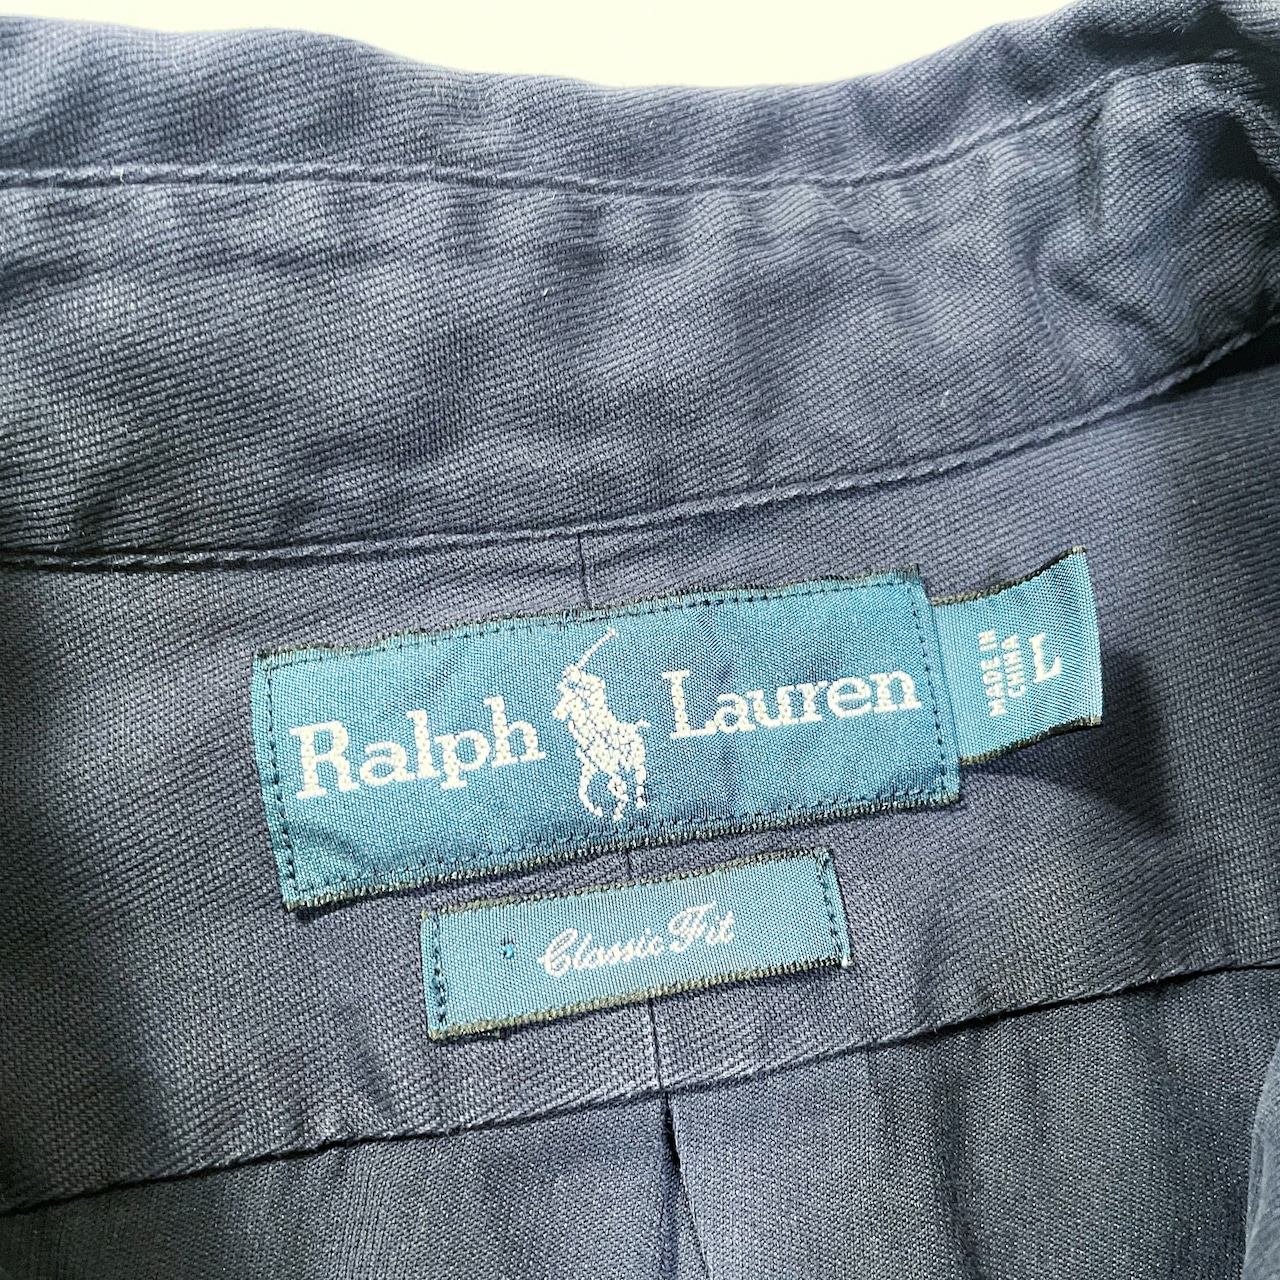 Ralph Lauren
MADE IN
CHINA
L
Classic Fit